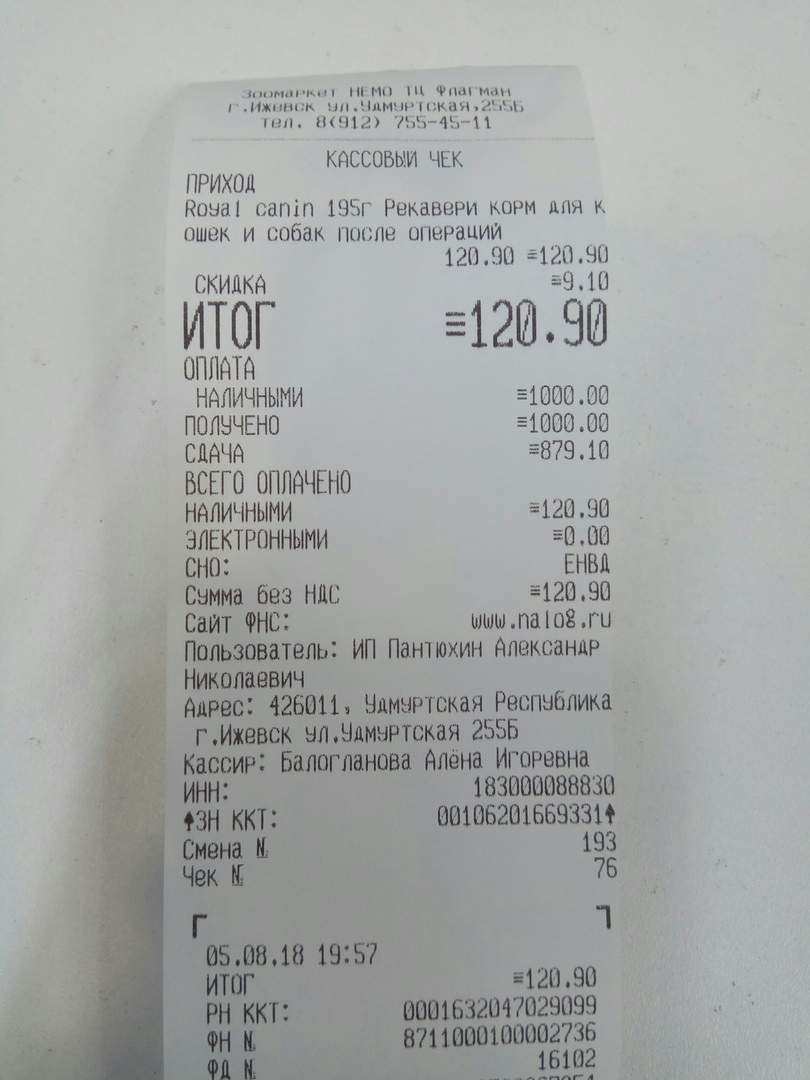 Зоомаркет НЕМО ТЦ Флагман
г.Ижевск ул.Удмуртская,255Б
тел. 8(912) 755-45-11
КАССОВЫЙ ЧЕК
ПРИХОД
Royal canin 195г Рекавери корм для к
ошек и собак после операций
120.90 ≡120.90
СКИДКА ≡9.10
ИТОГ ≡120.90
ОПЛАТА
НАЛИЧНЫМИ ≡1000.00
ПОЛУЧЕНО ≡1000.00
СДАЧА ≡879.10
ВСЕГО ОПЛАЧЕНО
НАЛИЧНЫМИ ≡120.90
ЭЛЕКТРОННЫМИ ≡0.00
СНО: ЕНВД
Сумма без НДС ≡120.90
Сайт ФНС: www.nalog.ru
Пользователь: ИП Пантюхин Александр
Николаевич
Адрес: 426011, Удмуртская Республика
г.Ижевск ул.Удмуртская 255Б
Кассир: Балогланова Алёна Игоревна
ИНН: 183000088830
ЗН ККТ: 00106201669331
Смена № 193
Чек № 76
05.08.18 19:57
ИТОГ ≡120.90
РН ККТ: 0001632047029099
ФН № 8711000100002736
ФД № 16102